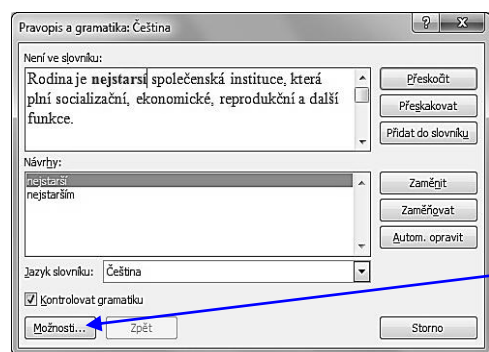 Pravopis a gramatika: Čeština
Není ve slovníku:
Rodina je nejstarsí společenská instituce, která
plní socializační, ekonomické, reprodukční a další
funkce.
Přeskočit
Přeskakovat
Přidat do slovníku
Návrhy:
nejstarší
nejstarším
Zaměnit
Zaměňovat
Autom. opravit
Jazyk slovníku: Čeština
Kontrolovat gramatiku
Možnosti... Zpět Storno